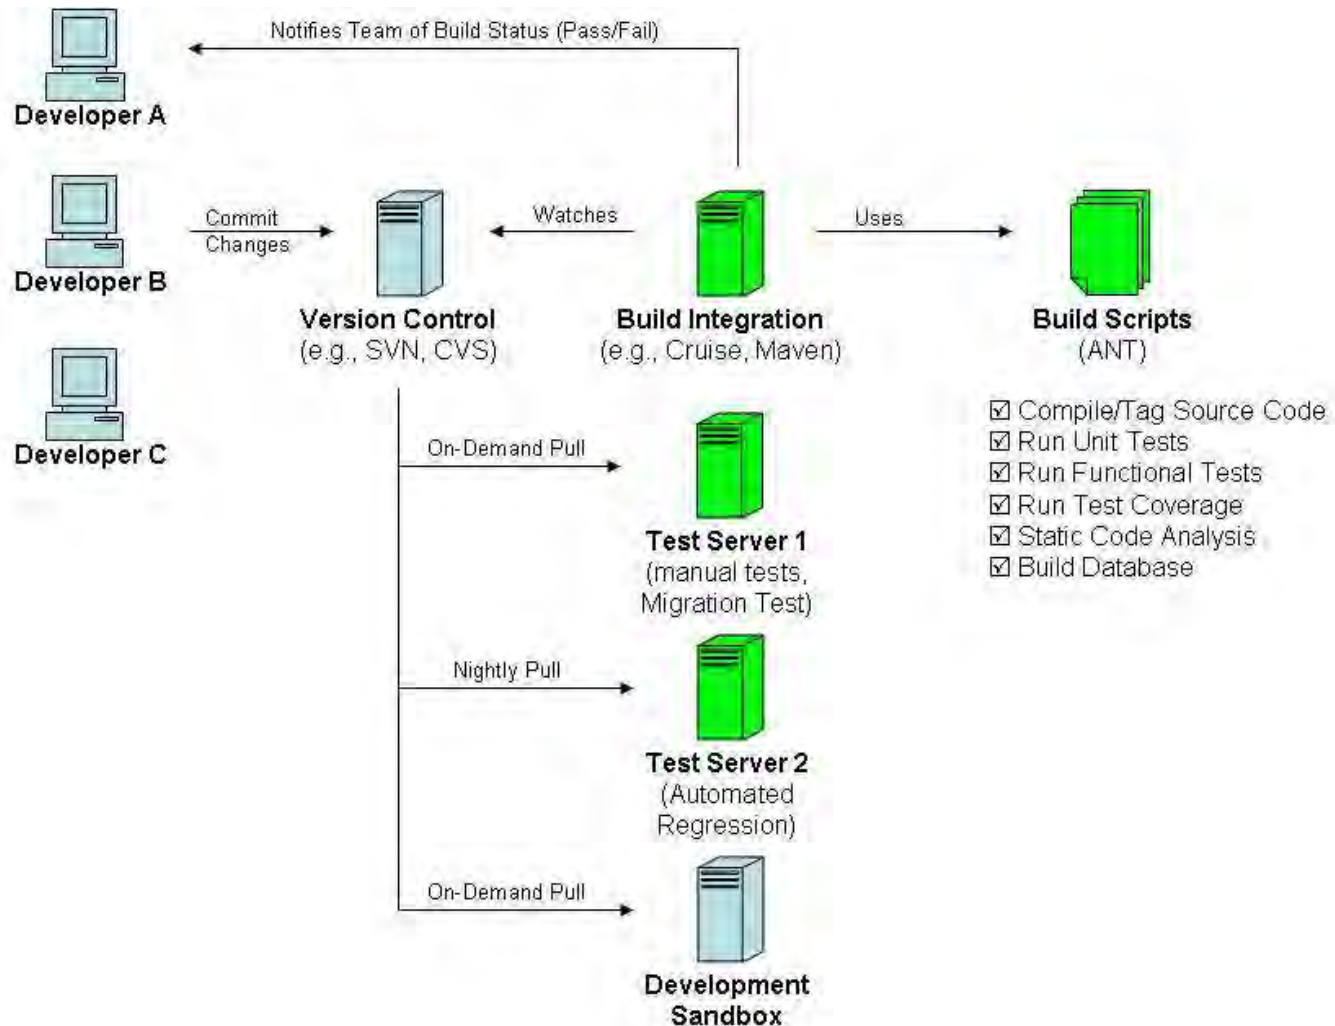 Notifies Team of Build Status (Pass/Fail)
Developer A
Developer B
Developer C
Commit
Changes
Watches
Uses
Version Control
(e.g., SVN, CVS)
Build Integration
(e.g., Cruise, Maven)
Build Scripts
(ANT)
Compile/Tag Source Code
Run Unit Tests
Run Functional Tests
Run Test Coverage
Static Code Analysis
Build Database
On-Demand Pull
Test Server 1
(manual tests,
Migration Test)
Nightly Pull
Test Server 2
(Automated
Regression)
On-Demand Pull
Development
Sandbox